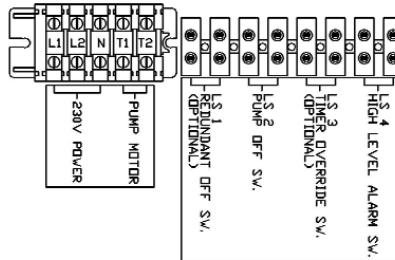 L1 L2 N T1 T2
230V POWER
PUMP MOTOR
LS 1
REDUNDANT OFF SW.
(OPTIONAL)
LS 2
PUMP OFF SW.
LS 3
TIMER OVERRIDE SW.
(OPTIONAL)
LS 4
HIGH LEVEL ALARM SW.